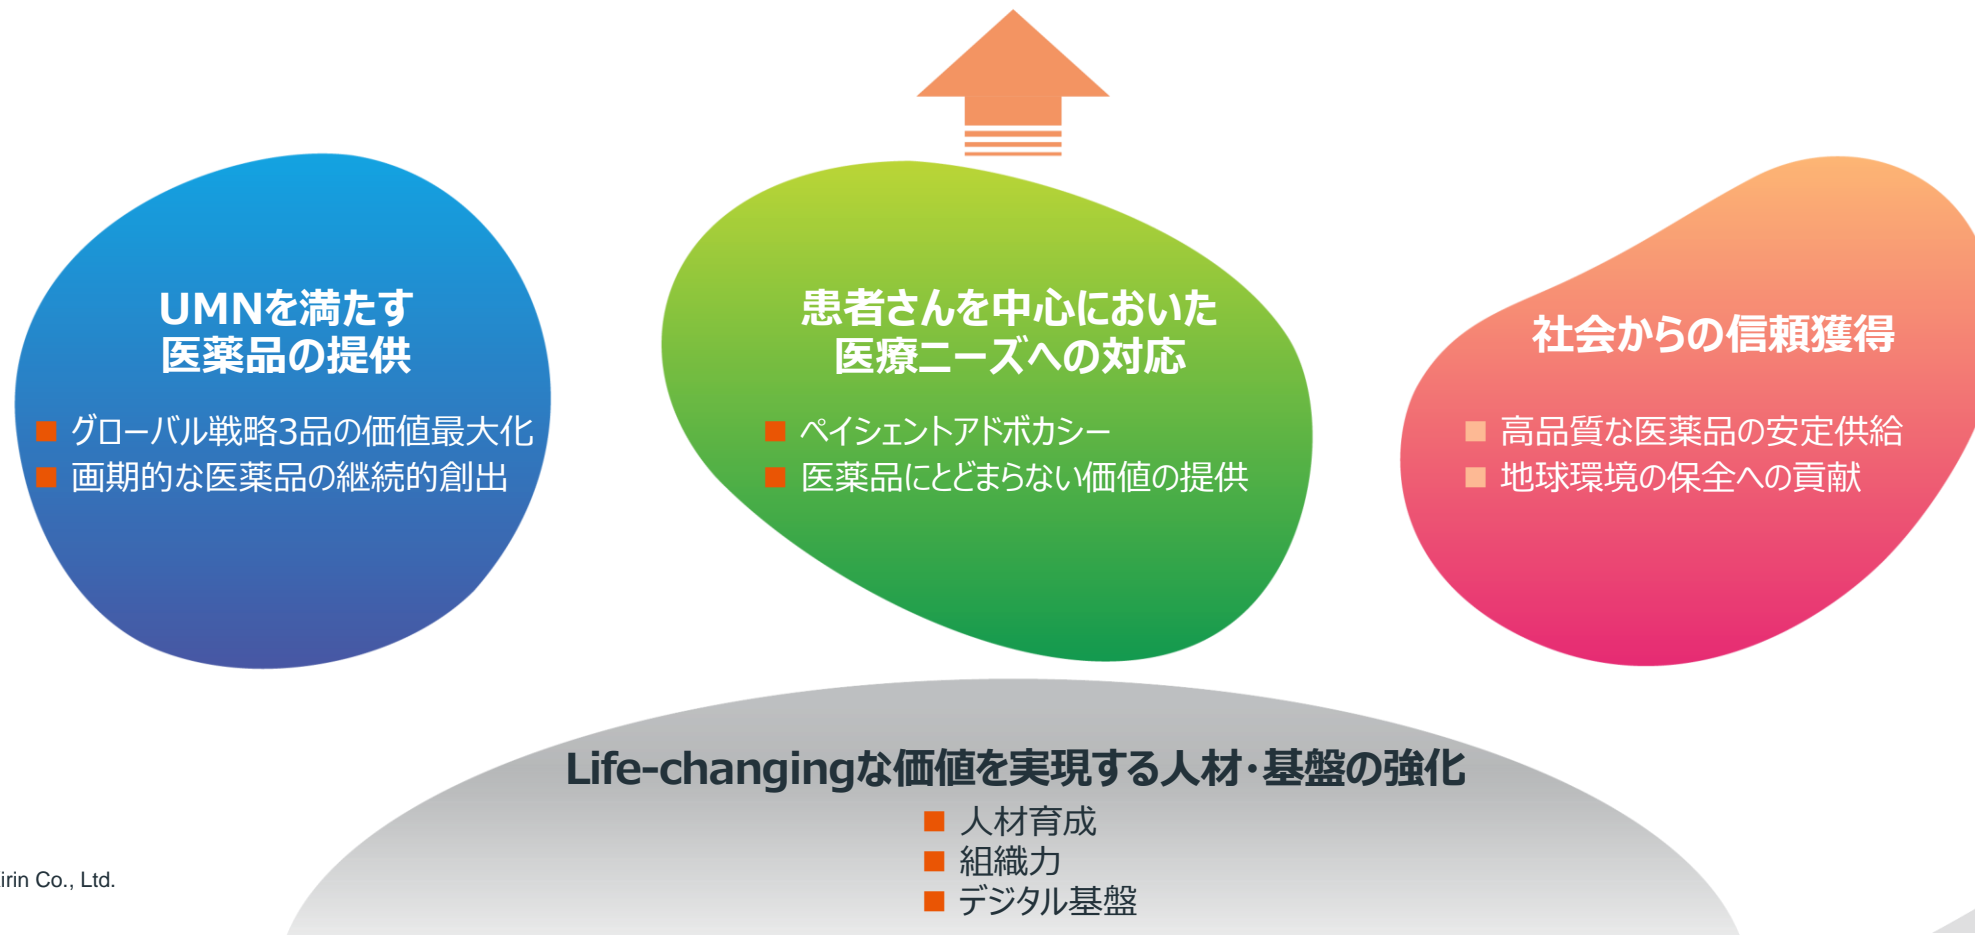 UMNを満たす
医薬品の提供
グローバル戦略3品の価値最大化
画期的な医薬品の継続的創出
患者さんを中心においた
医療ニーズへの対応
ペイシェントアドボカシー
医薬品にとどまらない価値の提供
社会からの信頼獲得
高品質な医薬品の安定供給
地球環境の保全への貢献
Life-changingな価値を実現する人材・基盤の強化
人材育成
組織力
デジタル基盤
irin Co., Ltd.